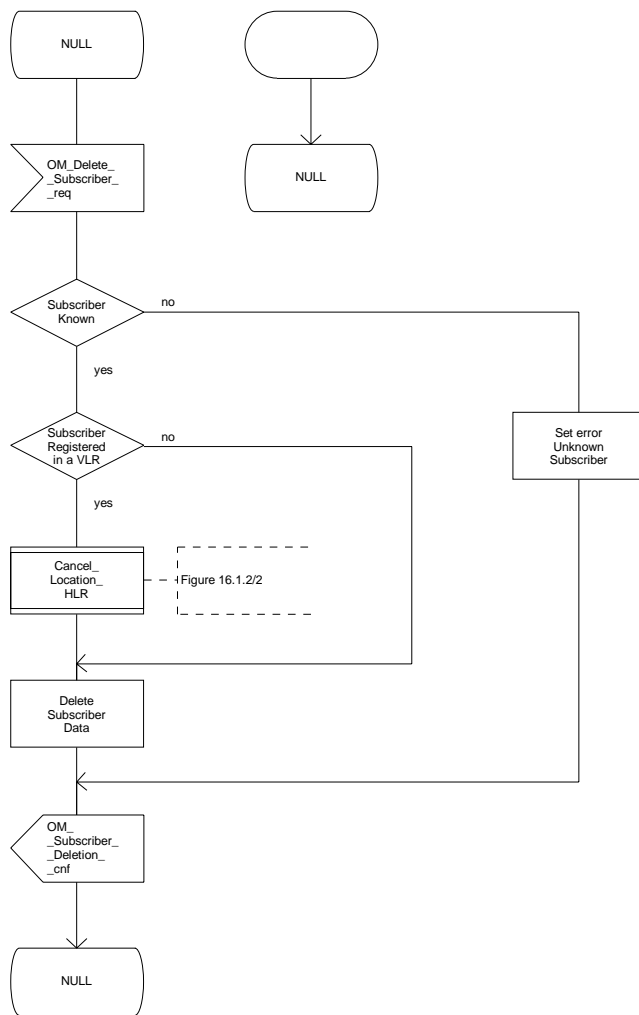 NULL
OM_Delete_
_Subscriber_
_req
NULL
Subscriber
Known
no
yes
Subscriber
Registered
in a VLR
no
Set error
Unknown
Subscriber
yes
Cancel_
Location_
HLR
Figure 16.1.2/2
Delete
Subscriber
Data
OM_
_Subscriber_
_Deletion_
_cnf
NULL